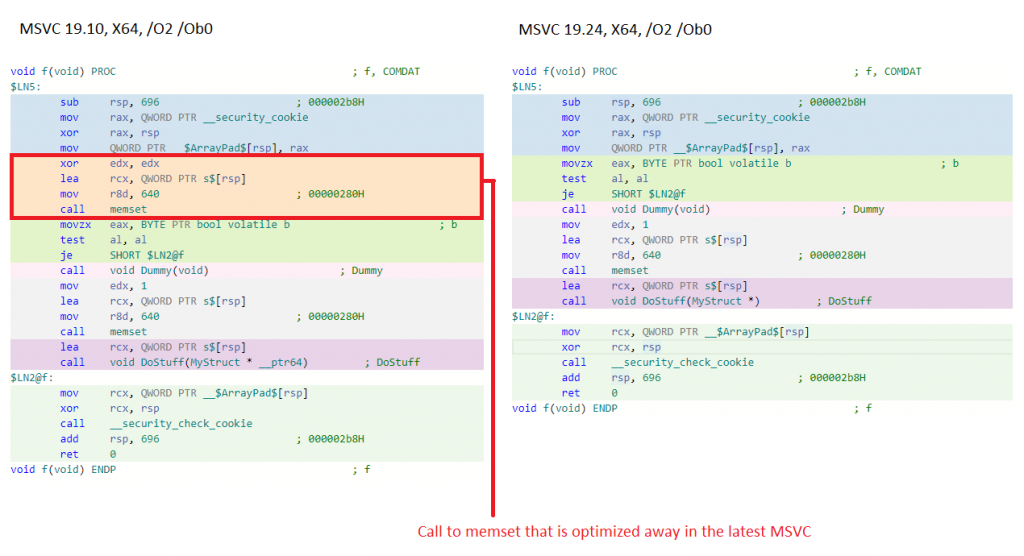 MSVC 19.10, X64, /O2 /Ob0
void f(void) PROC ; f, COMDAT
$LN5:
sub rsp, 696 ; 000002b8H
mov rax, QWORD PTR __security_cookie
xor rax, rsp
mov QWORD PTR __$ArrayPad$[rsp], rax
xor edx, edx
lea rcx, QWORD PTR s$[rsp]
mov r8d, 640 ; 00000280H
call memset
movzx eax, BYTE PTR bool volatile b ; b
test al, al
je SHORT $LN2@f
call void Dummy(void) ; Dummy
mov edx, 1
lea rcx, QWORD PTR s$[rsp]
mov r8d, 640 ; 00000280H
call memset
lea rcx, QWORD PTR s$[rsp]
call void DoStuff(MyStruct * __ptr64) ; DoStuff
$LN2@f:
mov rcx, QWORD PTR __$ArrayPad$[rsp]
xor rcx, rsp
call __security_check_cookie
add rsp, 696 ; 000002b8H
ret 0
void f(void) ENDP ; f
MSVC 19.24, X64, /O2 /Ob0
void f(void) PROC ; f, COMDAT
$LN5:
sub rsp, 696 ; 000002b8H
mov rax, QWORD PTR __security_cookie
xor rax, rsp
mov QWORD PTR __$ArrayPad$[rsp], rax
movzx eax, BYTE PTR bool volatile b ; b
test al, al
je SHORT $LN2@f
call void Dummy(void) ; Dummy
mov edx, 1
lea rcx, QWORD PTR s$[rsp]
mov r8d, 640 ; 00000280H
call memset
lea rcx, QWORD PTR s$[rsp]
call void DoStuff(MyStruct *) ; DoStuff
$LN2@f:
mov rcx, QWORD PTR __$ArrayPad$[rsp]
xor rcx, rsp
call __security_check_cookie
add rsp, 696 ; 000002b8H
ret 0
void f(void) ENDP ; f
Call to memset that is optimized away in the latest MSVC